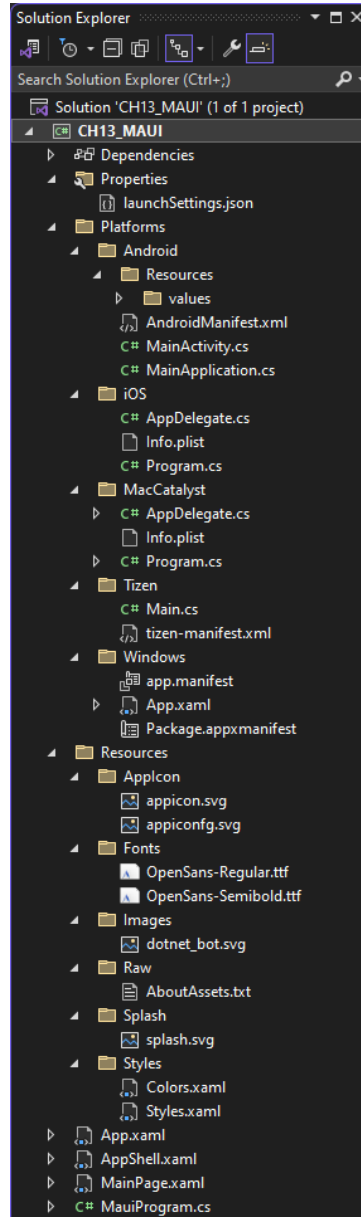 Solution Explorer
Search Solution Explorer (Ctrl+;)
Solution 'CH13_MAUI' (1 of 1 project)
C# CH13_MAUI
Dependencies
Properties
launchSettings.json
Platforms
Android
Resources
values
AndroidManifest.xml
C# MainActivity.cs
C# MainApplication.cs
iOS
C# AppDelegate.cs
Info.plist
C# Program.cs
MacCatalyst
C# AppDelegate.cs
Info.plist
C# Program.cs
Tizen
C# Main.cs
tizen-manifest.xml
Windows
app.manifest
App.xaml
Package.appxmanifest
Resources
AppIcon
appicon.svg
appiconfg.svg
Fonts
OpenSans-Regular.ttf
OpenSans-Semibold.ttf
Images
dotnet_bot.svg
Raw
AboutAssets.txt
Splash
splash.svg
Styles
Colors.xaml
Styles.xaml
App.xaml
AppShell.xaml
MainPage.xaml
C# MauiProgram.cs